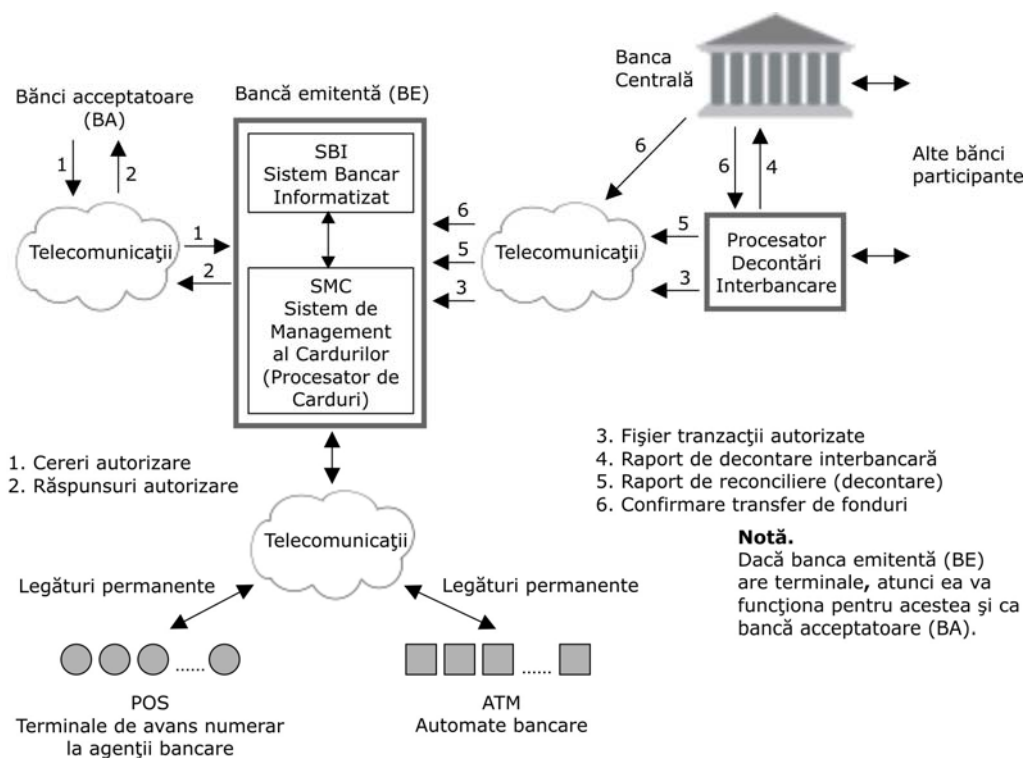 Banca
Centrală
Bănci acceptatoare
(BA)
Bancă emitentă (BE)
1
2
SBI
Sistem Bancar
Informatizat
6
6
4
Alte bănci
participante
Telecomunicaţii
1
2
6
5
3
Telecomunicaţii
5
3
Procesator
Decontări
Interbancare
SMC
Sistem de
Management
al Cardurilor
(Procesator de
Carduri)
1. Cereri autorizare
2. Răspunsuri autorizare
3. Fişier tranzacţii autorizate
4. Raport de decontare interbancară
5. Raport de reconciliere (decontare)
6. Confirmare transfer de fonduri
Notă.
Dacă banca emitentă (BE)
are terminale, atunci ea va
funcţiona pentru acestea şi ca
bancă acceptatoare (BA).
Telecomunicaţii
Legături permanente
Legături permanente
......
......
POS
Terminale de avans numerar
la agenţii bancare
ATM
Automate bancare